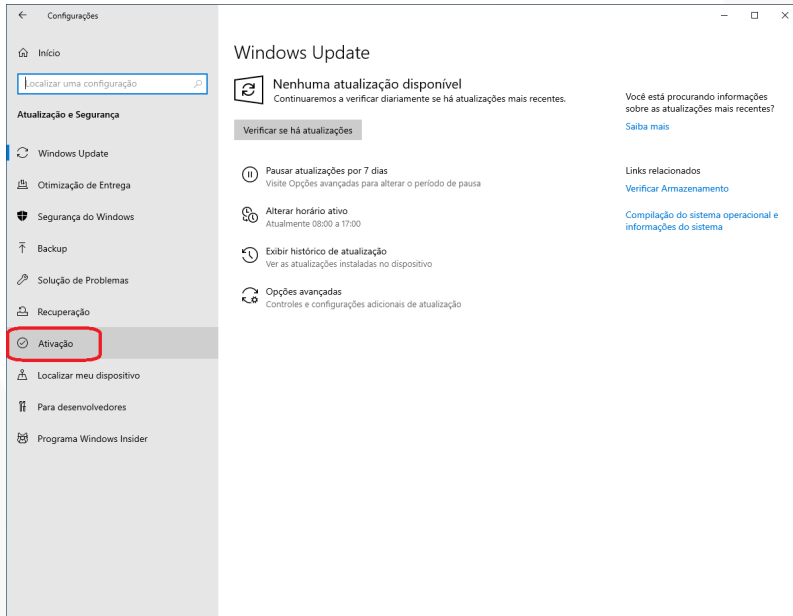 Configurações
Início
Localizar uma configuração
Atualização e Segurança
Windows Update
Otimização de Entrega
Segurança do Windows
Backup
Solução de Problemas
Recuperação
Ativação
Localizar meu dispositivo
Para desenvolvedores
Programa Windows Insider
Windows Update
Nenhuma atualização disponível
Continuaremos a verificar diariamente se há atualizações mais recentes.
Verificar se há atualizações
Pausar atualizações por 7 dias
Visite Opções avançadas para alterar o período de pausa
Alterar horário ativo
Atualmente 08:00 a 17:00
Exibir histórico de atualização
Ver as atualizações instaladas no dispositivo
Opções avançadas
Controles e configurações adicionais de atualização
Você está procurando informações
sobre as atualizações mais recentes?
Saiba mais
Links relacionados
Verificar Armazenamento
Compilação do sistema operacional e
informações do sistema